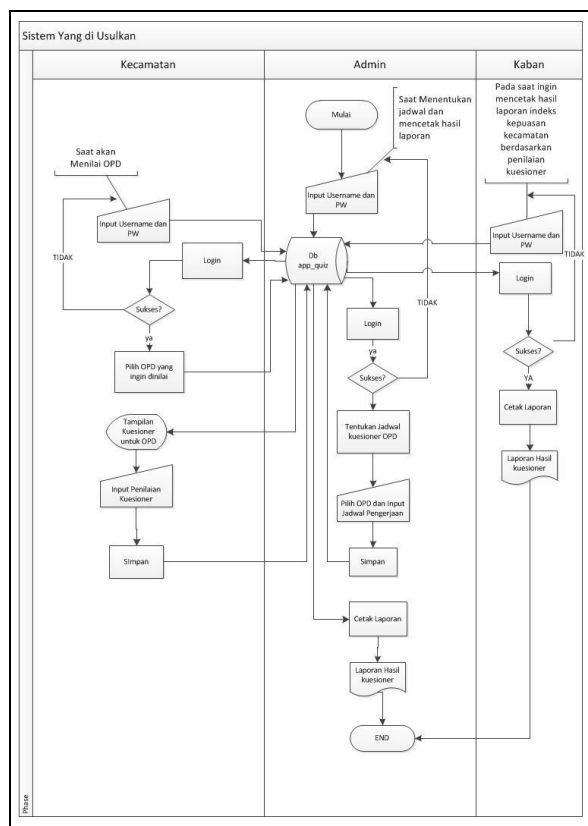 Sistem Yang di Usulkan
Kecamatan
Admin
Kaban
Saat akan
Menilai OPD
Input Username dan
PW
TIDAK
Login
Sukses?
ya
Pilih OPD yang
ingin dinilai
Tampilan
Kuesioner
untuk OPD
Input Penilaian
Kuesioner
SImpan
Mulai
Saat Menentukan
jadwal dan
mencetak hasil
laporan
Input Username dan
PW
Db
app_quiz
TIDAK
Login
ya
Sukses?
Tentukan Jadwal
kuesioner OPD
Pilih OPD dan Input
Jadwal Pengerjaan
Simpan
Cetak Laporan
Laporan Hasil
kuesioner
END
Pada saat ingin
mencetak hasil
laporan indeks
kepuasan
kecamatan
berdasarkan
penilaian
kuesioner
Input Username dan
PW
TIDAK
Login
Sukses?
YA
Cetak Laporan
Laporan Hasil
kuesioner
Phase